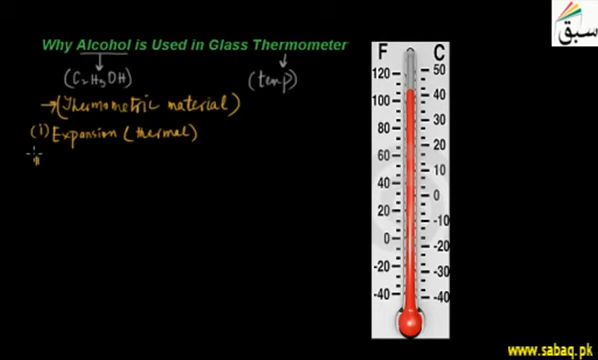 Why Alcohol is Used in Glass Thermometer
(C₂H₅OH) (temp)
→(Thermometric material)
(i) Expansion (thermal)
(ii
F C
120 50
100 40
80 30
60 20
40 10
20 0
0 -10
-20 -20
-40 -30
-40
سبق
www.sabaq.pk